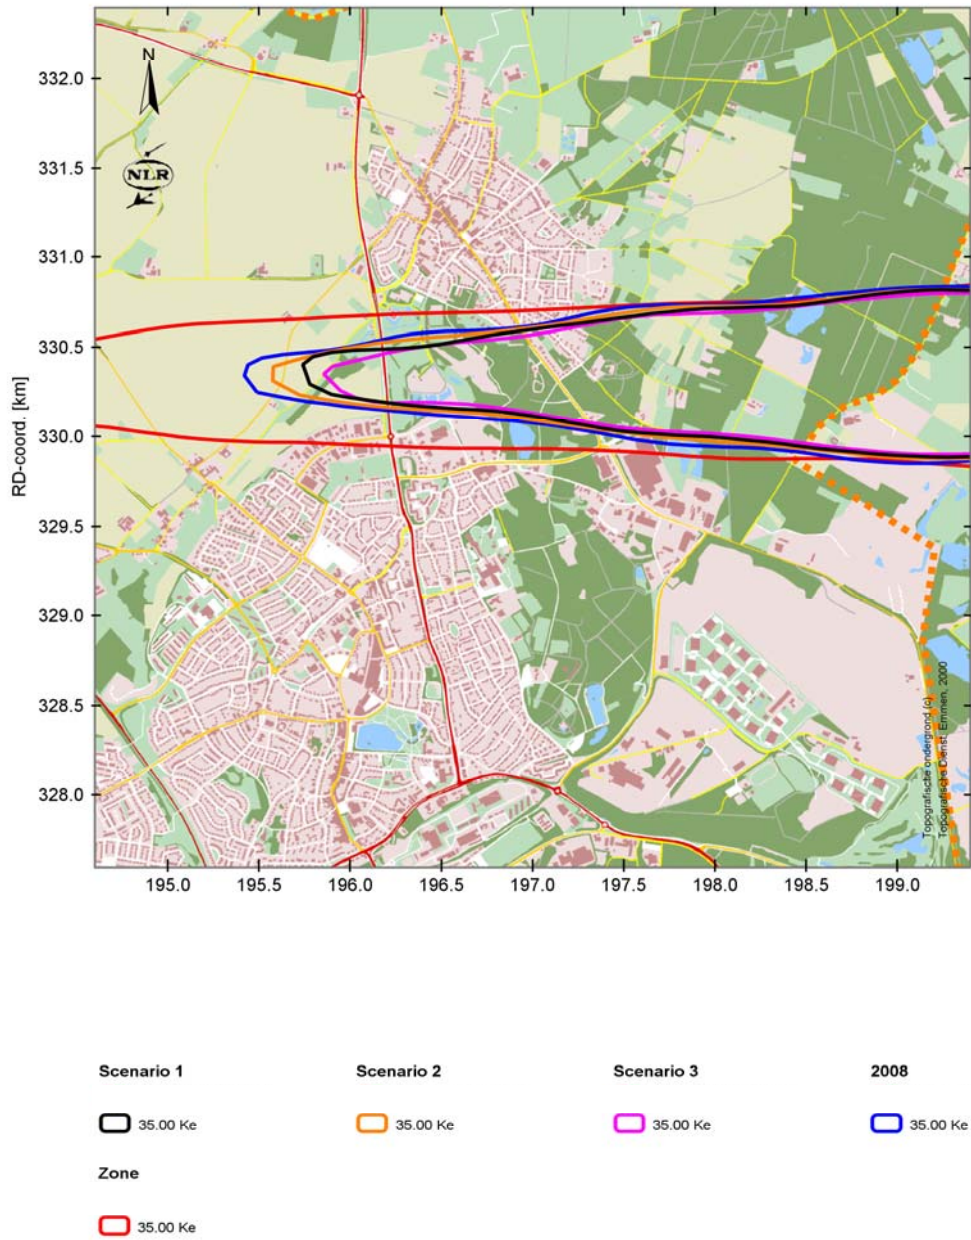 N
NLR
332.0
331.5
331.0
330.5
330.0
329.5
329.0
328.5
328.0
RD-coord. [km]
195.0 195.5 196.0 196.5 197.0 197.5 198.0 198.5 199.0
Topografische ondergrond (c)
Topografische Dienst, Emmen, 2000
Scenario 1 Scenario 2 Scenario 3 2008
35.00 Ke 35.00 Ke 35.00 Ke 35.00 Ke
Zone
35.00 Ke